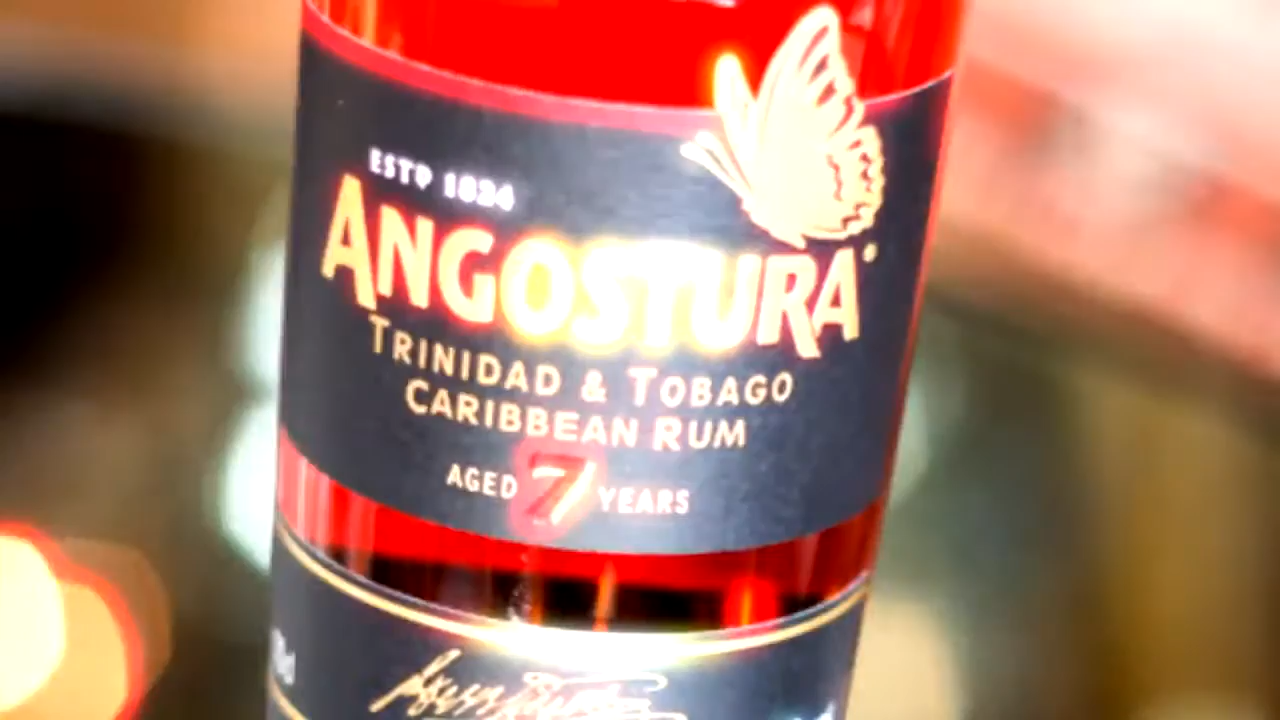 ESTD 1824
ANGOSTURA®
TRINIDAD & TOBAGO
CARIBBEAN RUM
AGED 7 YEARS